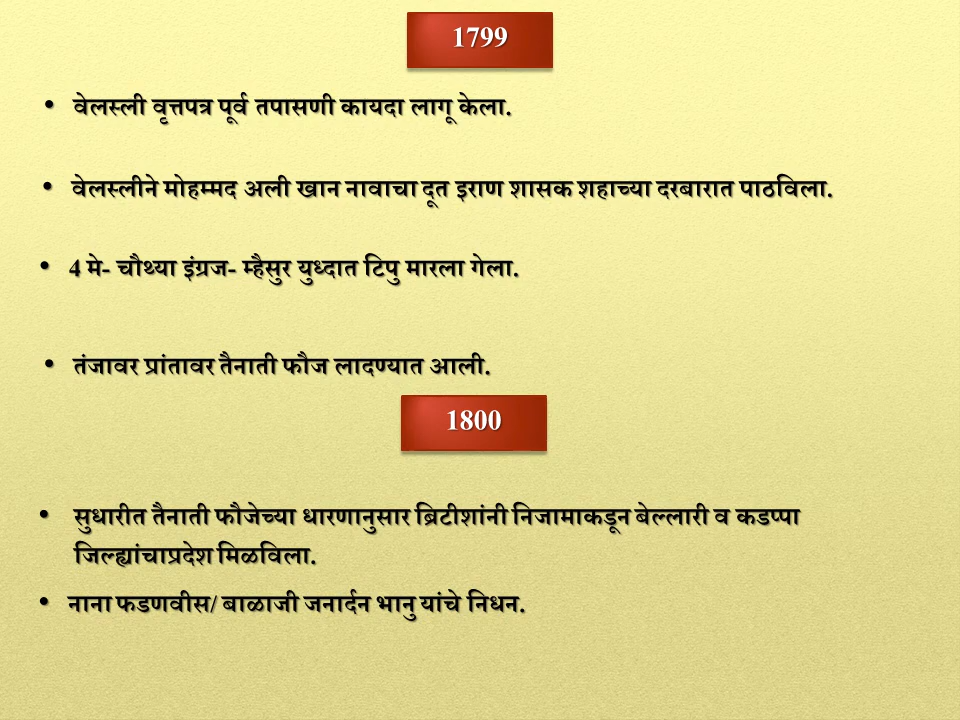 1799
• वेलस्ली वृत्तपत्र पूर्व तपासणी कायदा लागू केला.
• वेलस्लीने मोहम्मद अली खान नावाचा दूत इराण शासक शहाच्या दरबारात पाठविला.
• 4 मे- चौथ्या इंग्रज- म्हैसुर युध्दात टिपु मारला गेला.
• तंजावर प्रांतावर तैनाती फौज लादण्यात आली.
1800
• सुधारीत तैनाती फौजेच्या धारणानुसार ब्रिटीशांनी निजामाकडून बेल्लारी व कडप्पा
जिल्ह्यांचाप्रदेश मिळविला.
• नाना फडणवीस/ बाळाजी जनार्दन भानु यांचे निधन.